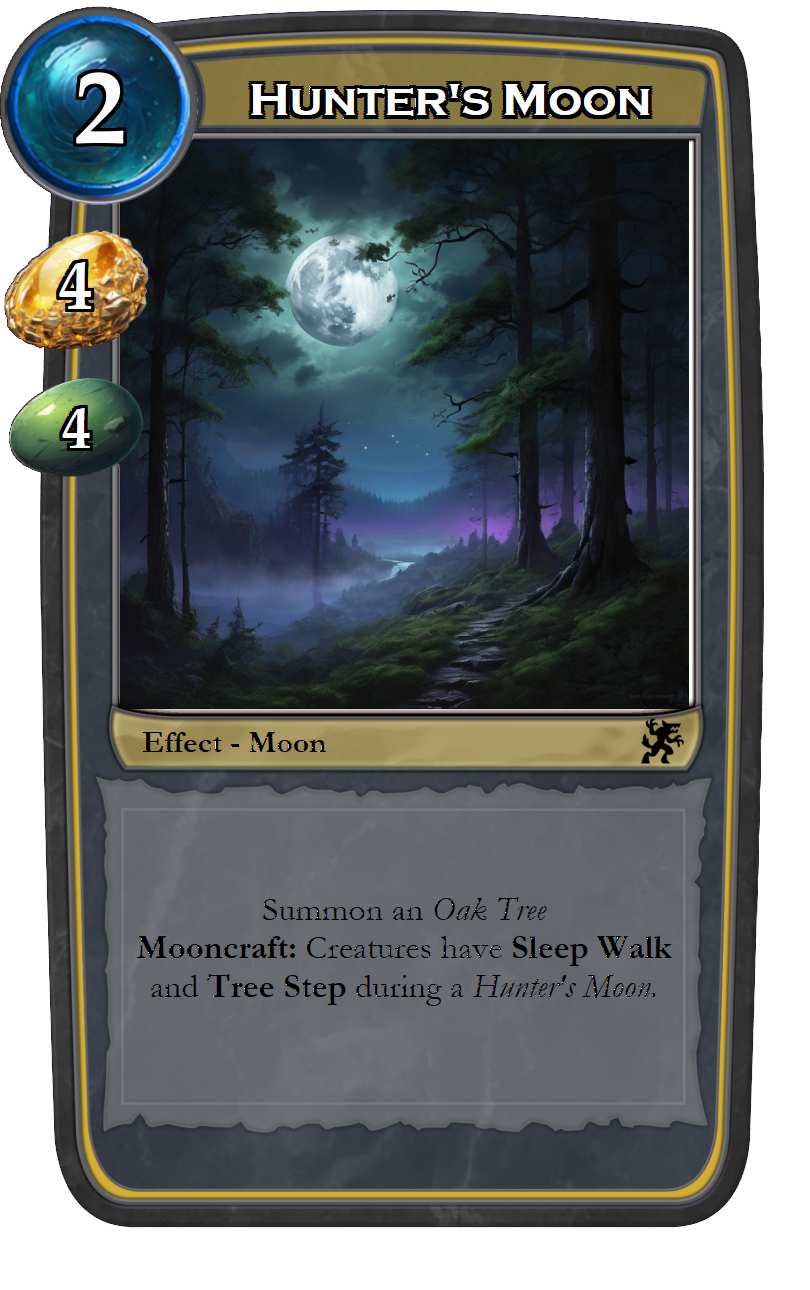 2
Hunter's Moon
4
4
Effect - Moon
Summon an Oak Tree
Mooncraft: Creatures have Sleep Walk
and Tree Step during a Hunter's Moon.